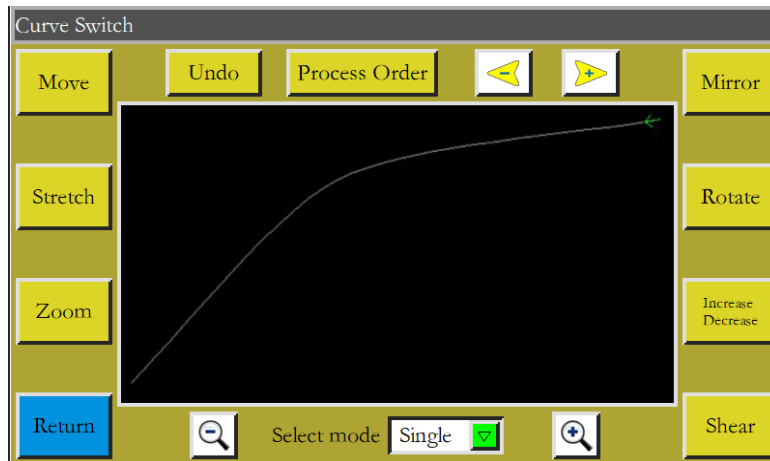 Curve Switch
Move
Undo
Process Order
-
+
Mirror
Stretch
Rotate
Zoom
Increase
Decrease
Return
Select mode
Single
Shear